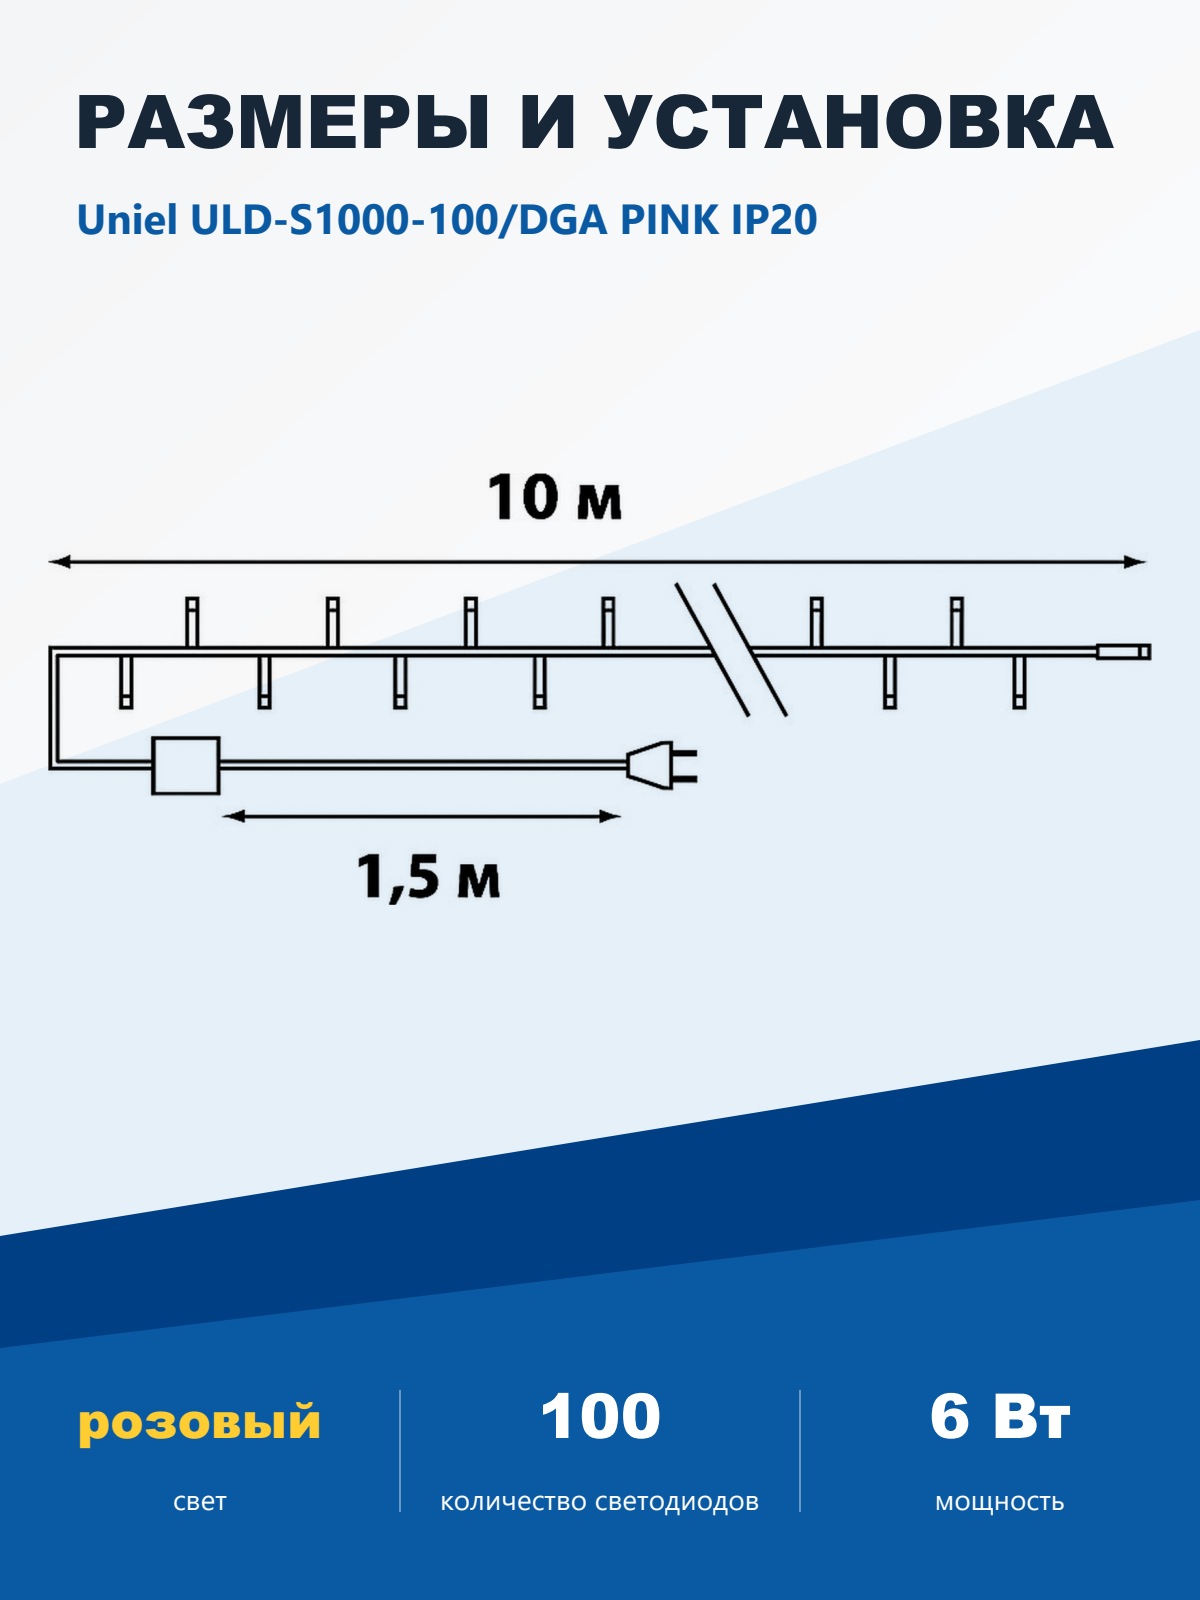 РАЗМЕРЫ И УСТАНОВКА
Uniel ULD-S1000-100/DGA PINK IP20
10 м
1,5 м
розовый
свет
100
количество светодиодов
6 Вт
мощность